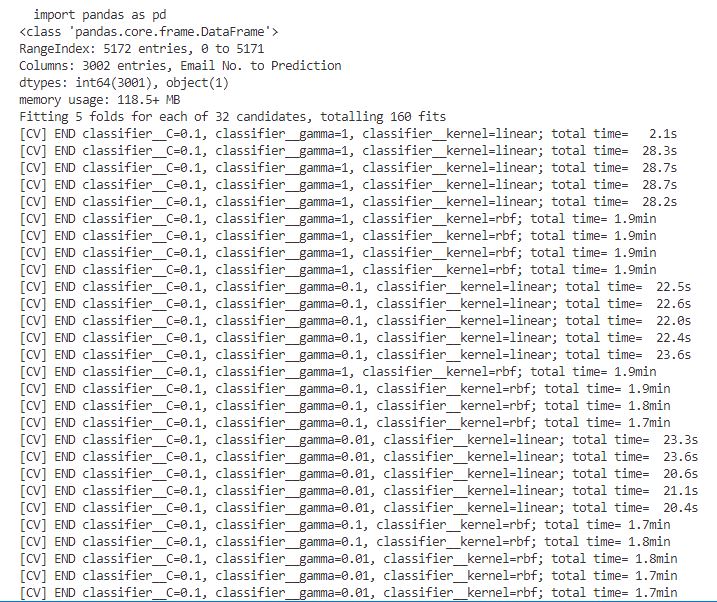 import pandas as pd
<class 'pandas.core.frame.DataFrame'>
RangeIndex: 5172 entries, 0 to 5171
Columns: 3002 entries, Email No. to Prediction
dtypes: int64(3001), object(1)
memory usage: 118.5+ MB
Fitting 5 folds for each of 32 candidates, totalling 160 fits
[CV] END classifier__C=0.1, classifier__gamma=1, classifier__kernel=linear; total time=   2.1s
[CV] END classifier__C=0.1, classifier__gamma=1, classifier__kernel=linear; total time=  28.3s
[CV] END classifier__C=0.1, classifier__gamma=1, classifier__kernel=linear; total time=  28.7s
[CV] END classifier__C=0.1, classifier__gamma=1, classifier__kernel=linear; total time=  28.7s
[CV] END classifier__C=0.1, classifier__gamma=1, classifier__kernel=linear; total time=  28.2s
[CV] END classifier__C=0.1, classifier__gamma=1, classifier__kernel=rbf; total time= 1.9min
[CV] END classifier__C=0.1, classifier__gamma=1, classifier__kernel=rbf; total time= 1.9min
[CV] END classifier__C=0.1, classifier__gamma=1, classifier__kernel=rbf; total time= 1.9min
[CV] END classifier__C=0.1, classifier__gamma=1, classifier__kernel=rbf; total time= 1.9min
[CV] END classifier__C=0.1, classifier__gamma=0.1, classifier__kernel=linear; total time=  22.5s
[CV] END classifier__C=0.1, classifier__gamma=0.1, classifier__kernel=linear; total time=  22.6s
[CV] END classifier__C=0.1, classifier__gamma=0.1, classifier__kernel=linear; total time=  22.0s
[CV] END classifier__C=0.1, classifier__gamma=0.1, classifier__kernel=linear; total time=  22.4s
[CV] END classifier__C=0.1, classifier__gamma=0.1, classifier__kernel=linear; total time=  23.6s
[CV] END classifier__C=0.1, classifier__gamma=1, classifier__kernel=rbf; total time= 1.9min
[CV] END classifier__C=0.1, classifier__gamma=0.1, classifier__kernel=rbf; total time= 1.9min
[CV] END classifier__C=0.1, classifier__gamma=0.1, classifier__kernel=rbf; total time= 1.8min
[CV] END classifier__C=0.1, classifier__gamma=0.1, classifier__kernel=rbf; total time= 1.7min
[CV] END classifier__C=0.1, classifier__gamma=0.01, classifier__kernel=linear; total time=  23.3s
[CV] END classifier__C=0.1, classifier__gamma=0.01, classifier__kernel=linear; total time=  23.6s
[CV] END classifier__C=0.1, classifier__gamma=0.01, classifier__kernel=linear; total time=  20.6s
[CV] END classifier__C=0.1, classifier__gamma=0.01, classifier__kernel=linear; total time=  21.1s
[CV] END classifier__C=0.1, classifier__gamma=0.01, classifier__kernel=linear; total time=  20.4s
[CV] END classifier__C=0.1, classifier__gamma=0.1, classifier__kernel=rbf; total time= 1.7min
[CV] END classifier__C=0.1, classifier__gamma=0.1, classifier__kernel=rbf; total time= 1.8min
[CV] END classifier__C=0.1, classifier__gamma=0.01, classifier__kernel=rbf; total time= 1.8min
[CV] END classifier__C=0.1, classifier__gamma=0.01, classifier__kernel=rbf; total time= 1.7min
[CV] END classifier__C=0.1, classifier__gamma=0.01, classifier__kernel=rbf; total time= 1.7min